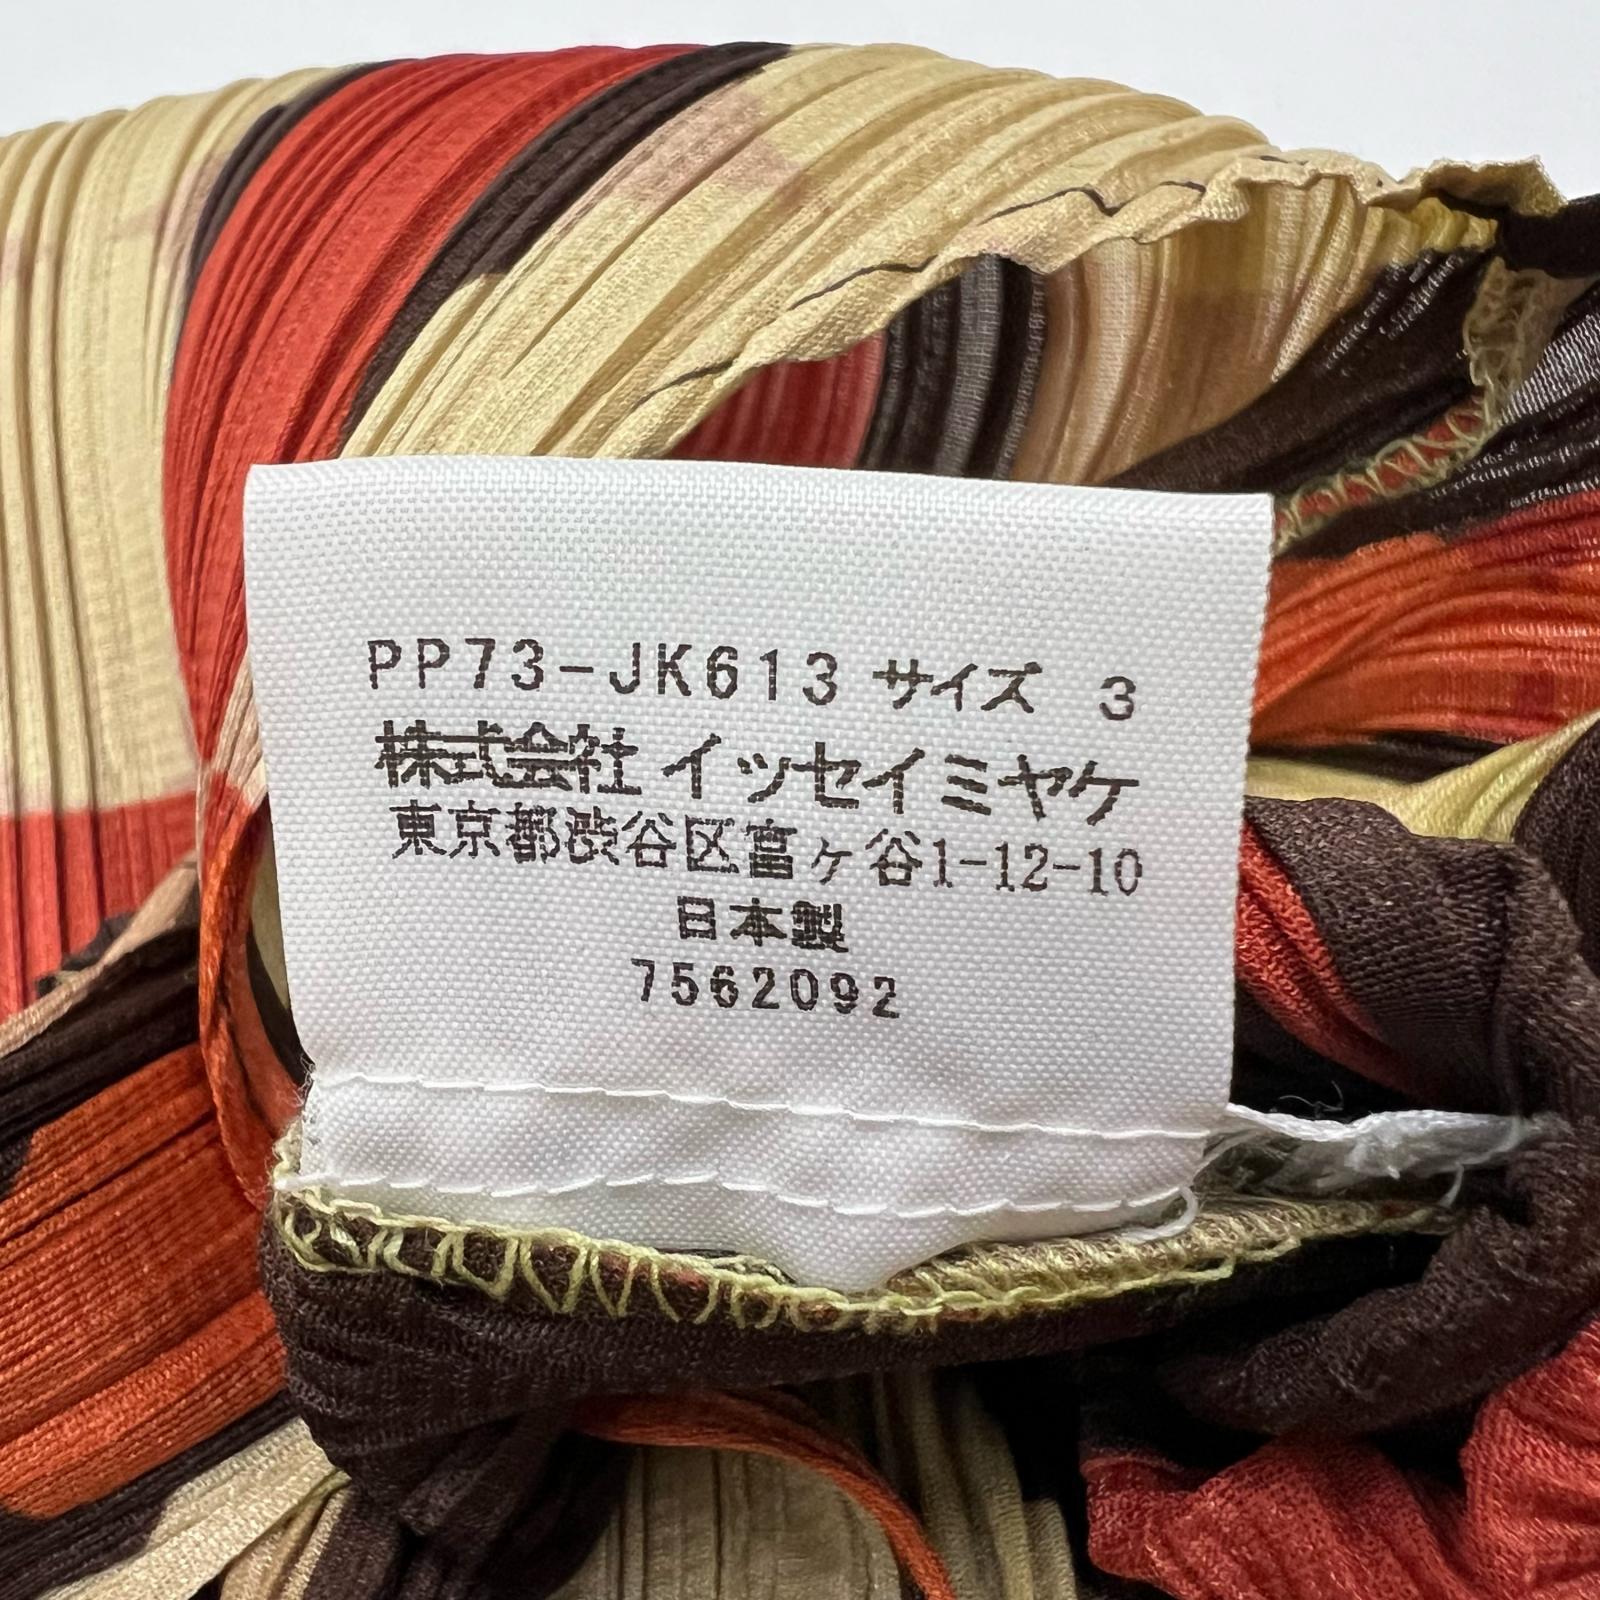 PP73-JK613 サイズ 3
株式会社 イッセイミヤケ
東京都渋谷区富ヶ谷1-12-10
日本製
7562092